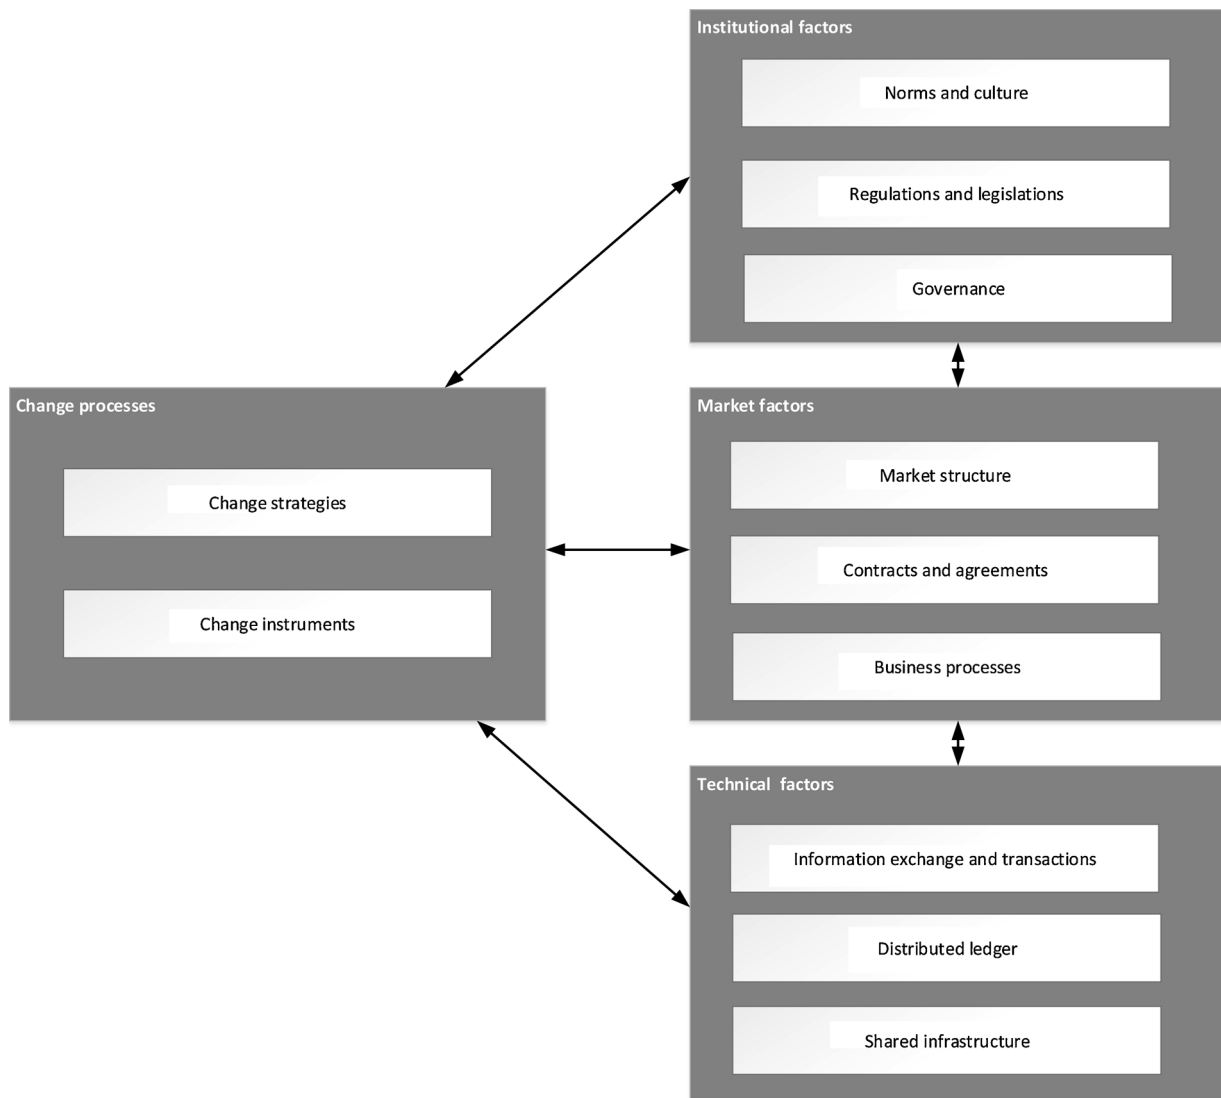 Institutional factors
Norms and culture
Regulations and legislations
Governance
Change processes
Change strategies
Change instruments
Market factors
Market structure
Contracts and agreements
Business processes
Technical  factors
Information exchange and transactions
Distributed ledger
Shared infrastructure